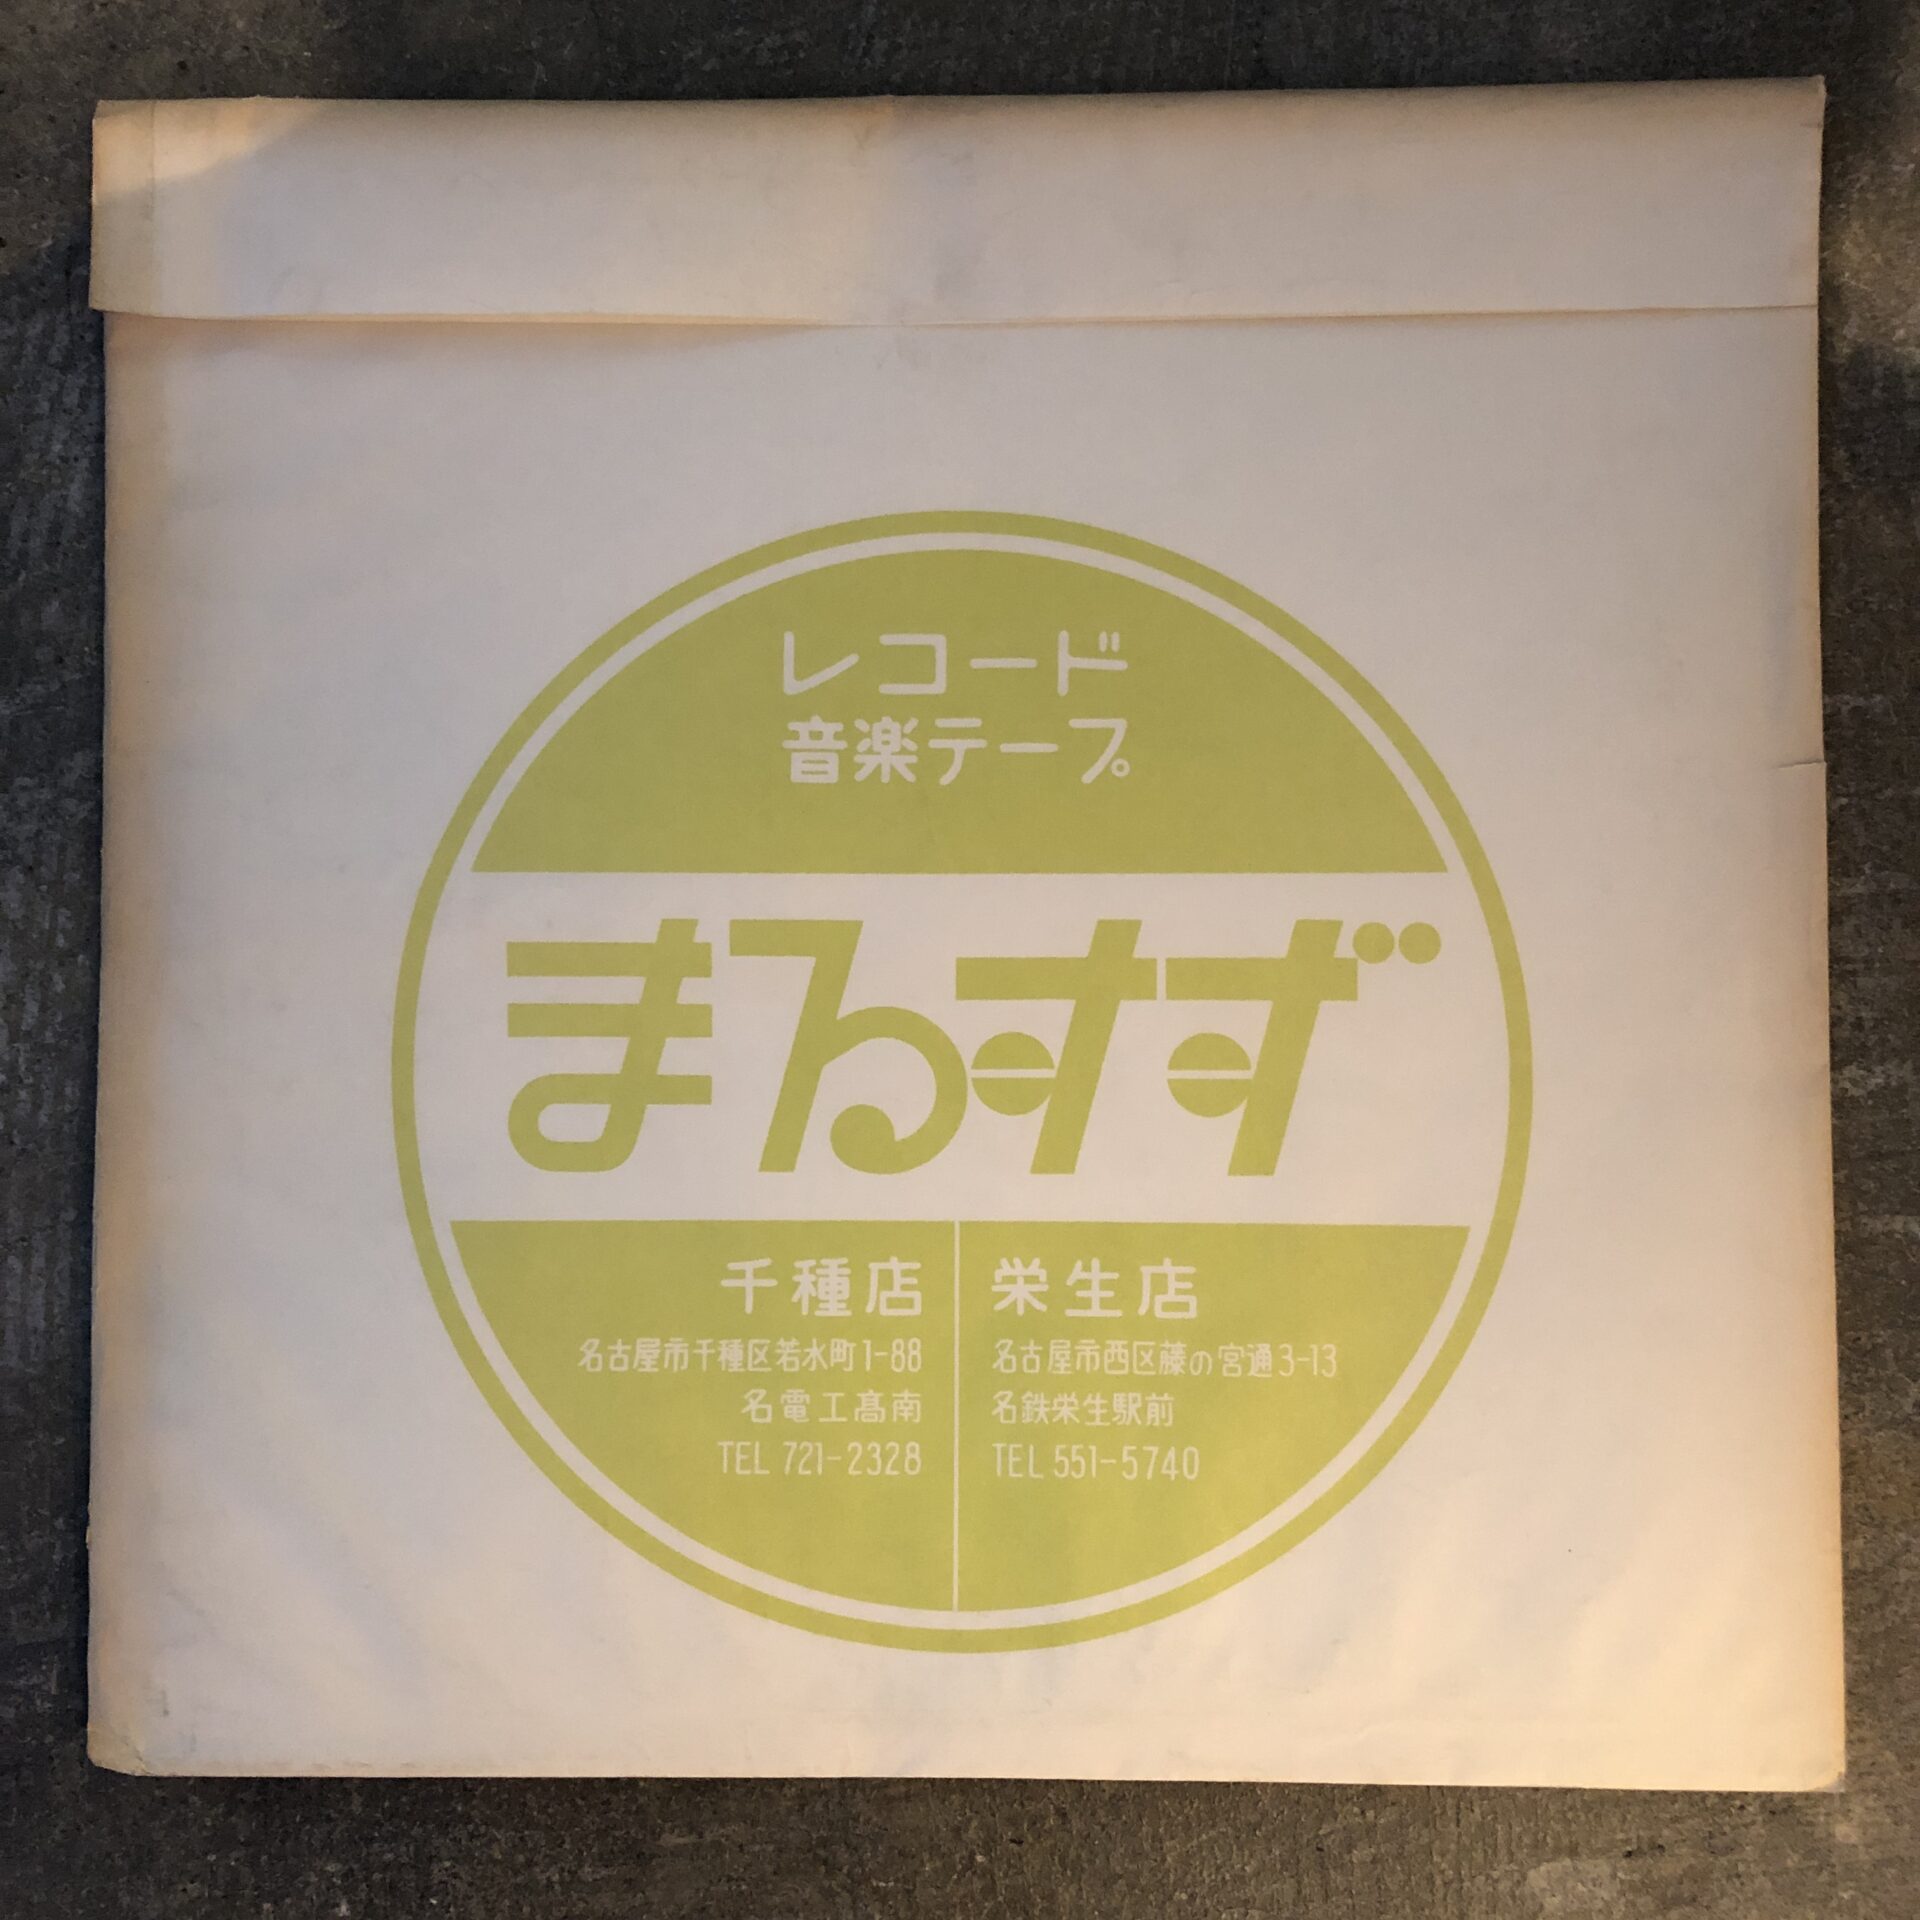 レコード
音楽テープ
まるすず
千種店
名古屋市千種区若水町1-88
名電工髙南
TEL 721-2328
栄生店
名古屋市西区藤の宮通3-13
名鉄栄生駅前
TEL 551-5740